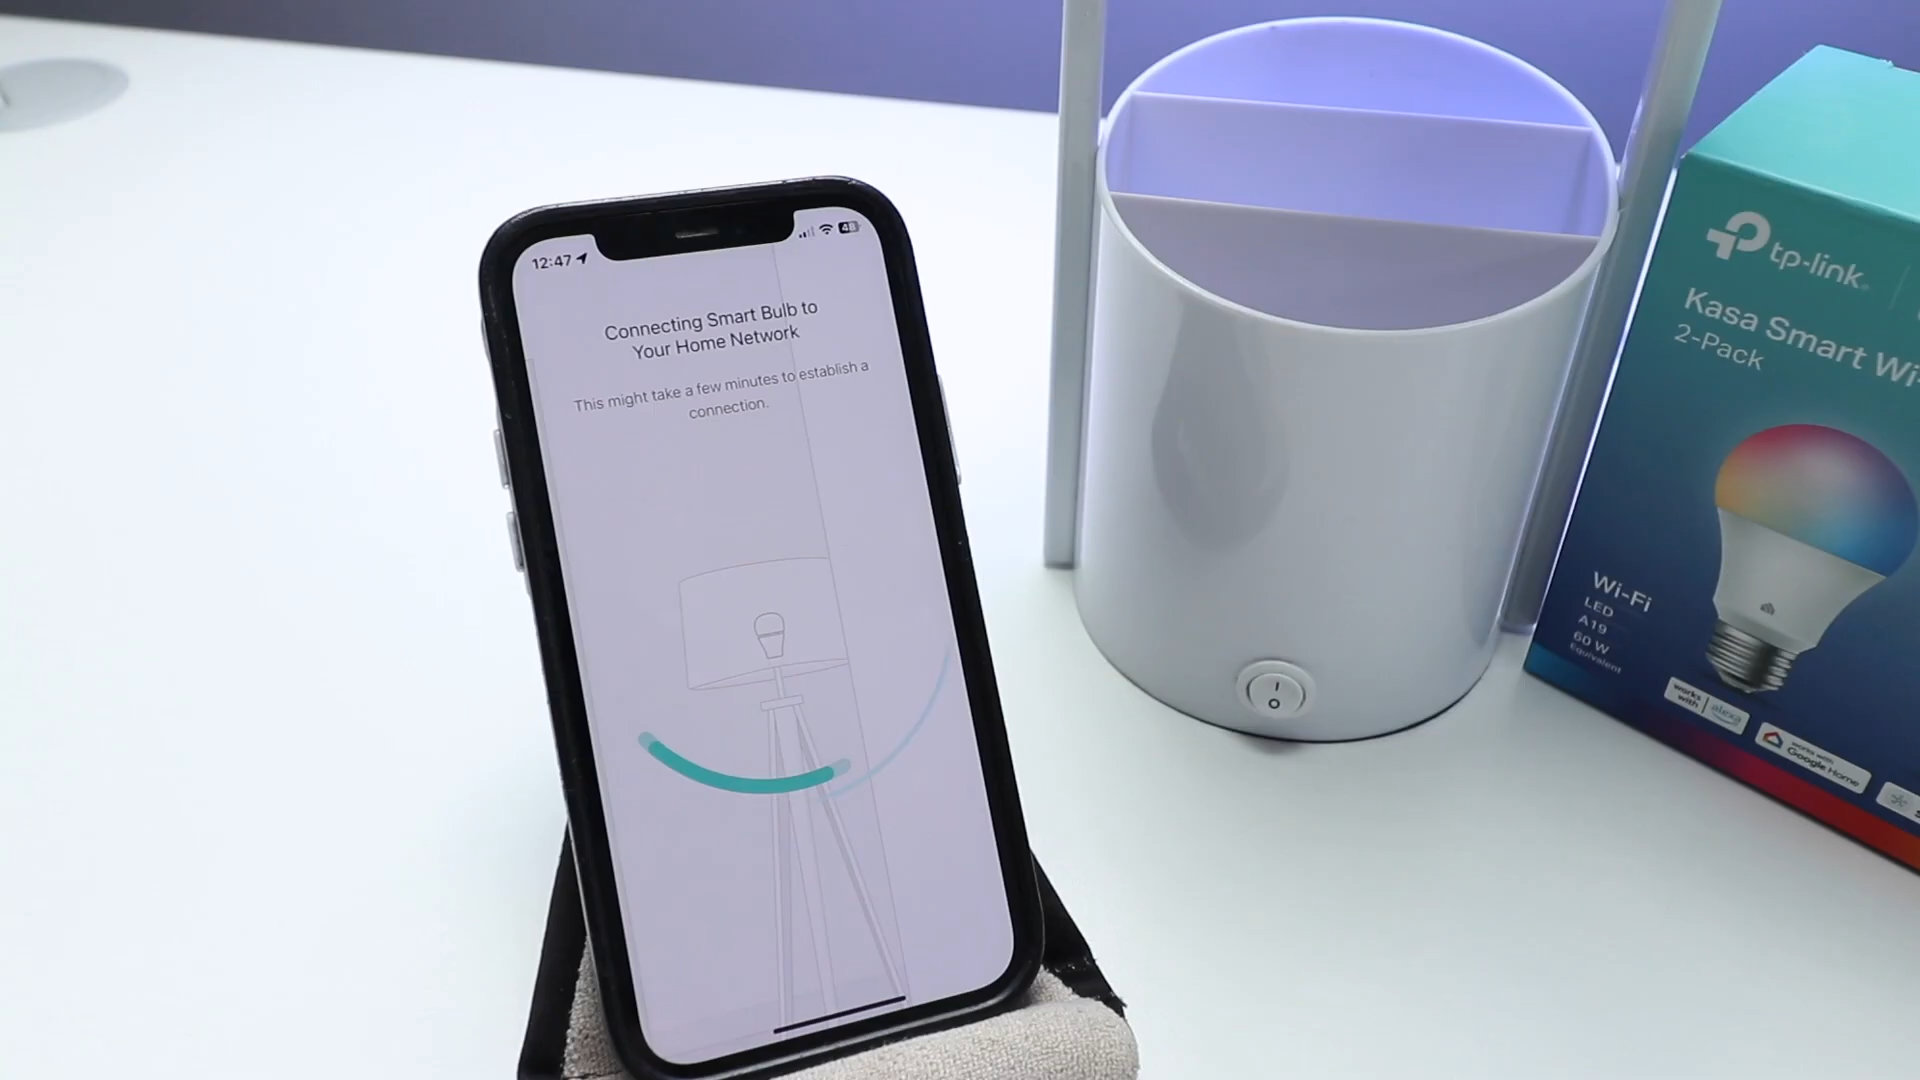 12:47
48
Connecting Smart Bulb to
Your Home Network
This might take a few minutes to establish a
connection.
tp-link
Kasa Smart Wi-
2-Pack
Wi-Fi
LED
A19
60 W
Equivalent
works
with
alexa
works with
Google Home
I
O